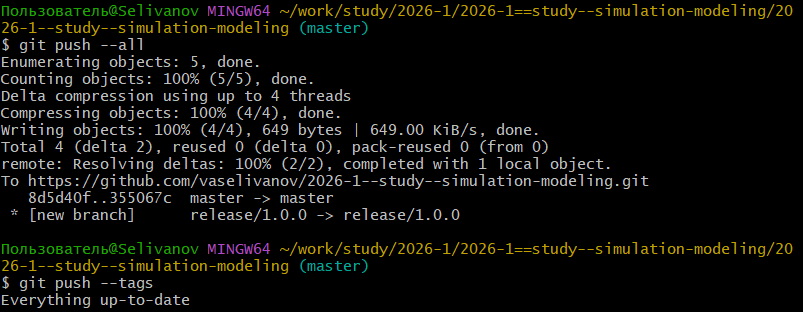 Пользователь@Selivanov MINGW64 ~/work/study/2026-1/2026-1==study--simulation-modeling/20
26-1--study--simulation-modeling (master)
$ git push --all
Enumerating objects: 5, done.
Counting objects: 100% (5/5), done.
Delta compression using up to 4 threads
Compressing objects: 100% (4/4), done.
Writing objects: 100% (4/4), 649 bytes | 649.00 KiB/s, done.
Total 4 (delta 2), reused 0 (delta 0), pack-reused 0 (from 0)
remote: Resolving deltas: 100% (2/2), completed with 1 local object.
To https://github.com/vaselivanov/2026-1--study--simulation-modeling.git
   8d5d40f..355067c  master -> master
 * [new branch]      release/1.0.0 -> release/1.0.0

Пользователь@Selivanov MINGW64 ~/work/study/2026-1/2026-1==study--simulation-modeling/20
26-1--study--simulation-modeling (master)
$ git push --tags
Everything up-to-date